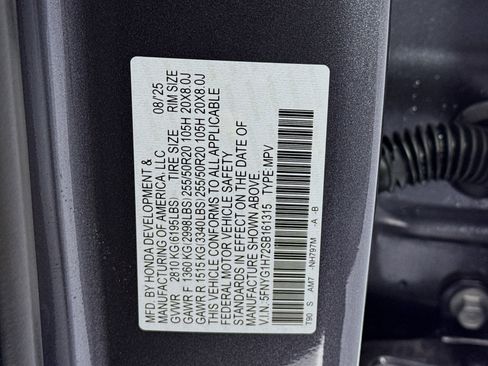 MFD. BY HONDA DEVELOPMENT & 08/25
MANUFACTURING OF AMERICA, LLC
GVWR 2810 KG(6195LBS) TIRE SIZE RIM SIZE
GAWR F 1360 KG(2998LBS)255/50R20 105H 20X8.0J
GAWR R 1515 KG(3340LBS)255/50R20 105H 20X8.0J
THIS VEHICLE CONFORMS TO ALL APPLICABLE
FEDERAL MOTOR VEHICLE SAFETY
STANDARDS IN EFFECT ON THE DATE OF
MANUFACTURE SHOWN ABOVE.
V.I.N.:5FNYG1H72SB161315 TYPE:MPV
T90 S AM7 -NH797M -A -B